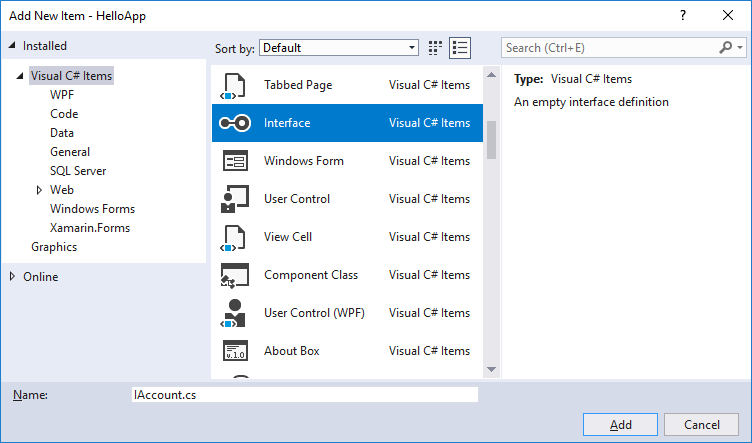 Add New Item - HelloApp
Installed
Sort by: Default
Search (Ctrl+E)
Visual C# Items
WPF
Code
Data
General
SQL Server
Web
Windows Forms
Xamarin.Forms
Graphics
Online
Tabbed Page Visual C# Items
Interface Visual C# Items
Windows Form Visual C# Items
User Control Visual C# Items
View Cell Visual C# Items
Component Class Visual C# Items
User Control (WPF) Visual C# Items
v.1.0
About Box Visual C# Items
Type: Visual C# Items
An empty interface definition
Name: IAccount.cs
Add Cancel